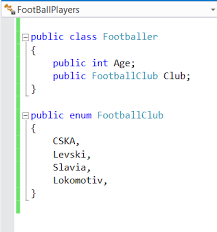 FootBallPlayers
public class Footballer
{
public int Age;
public FootballClub Club;
}
public enum FootballClub
{
CSKA,
Levski,
Slavia,
Lokomotiv,
}